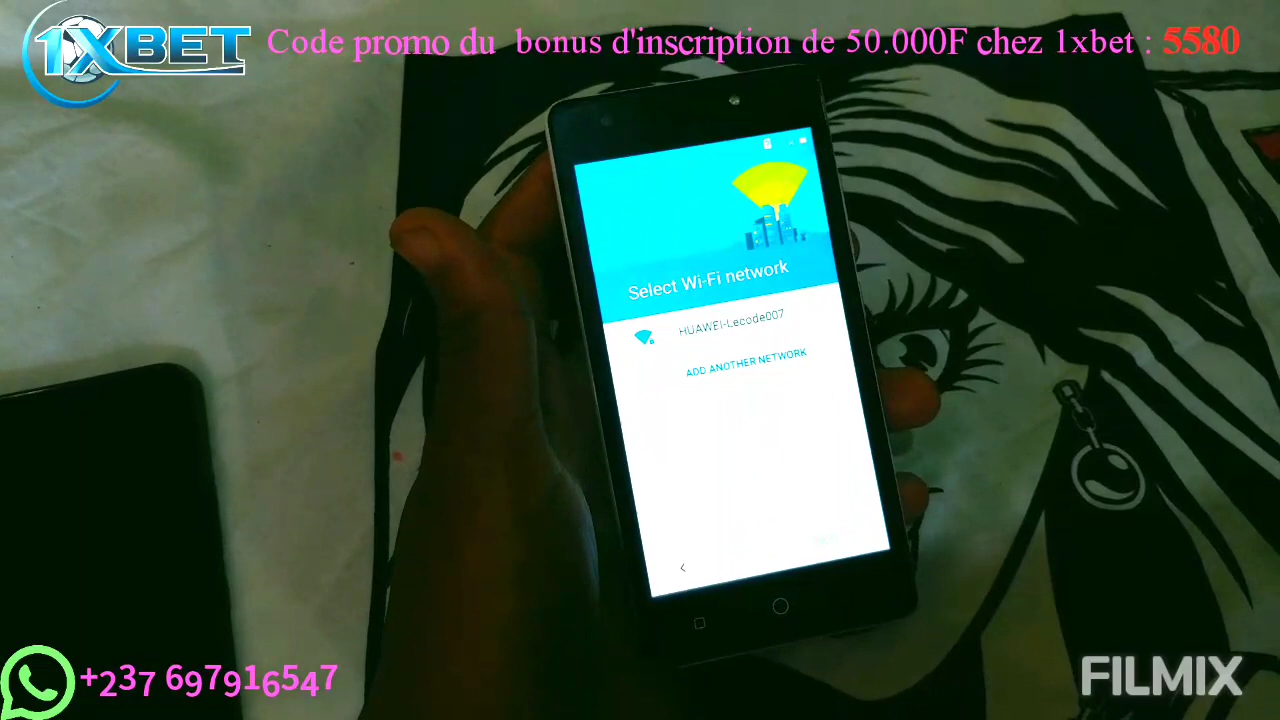 1XBET
Code promo du bonus d'inscription de 50.000F chez 1xbet : 5580
Select Wi-Fi network
HUAWEI-Lecode007
ADD ANOTHER NETWORK
+237 697916547
FILMIX